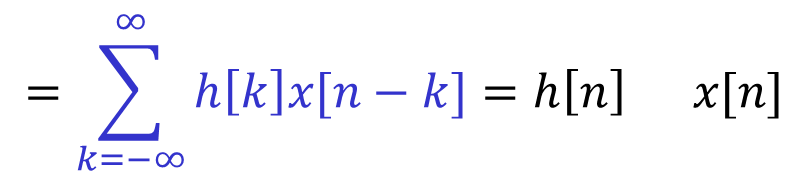 = ∑_{k=−∞}^{∞} h[k]x[n − k] = h[n] x[n]